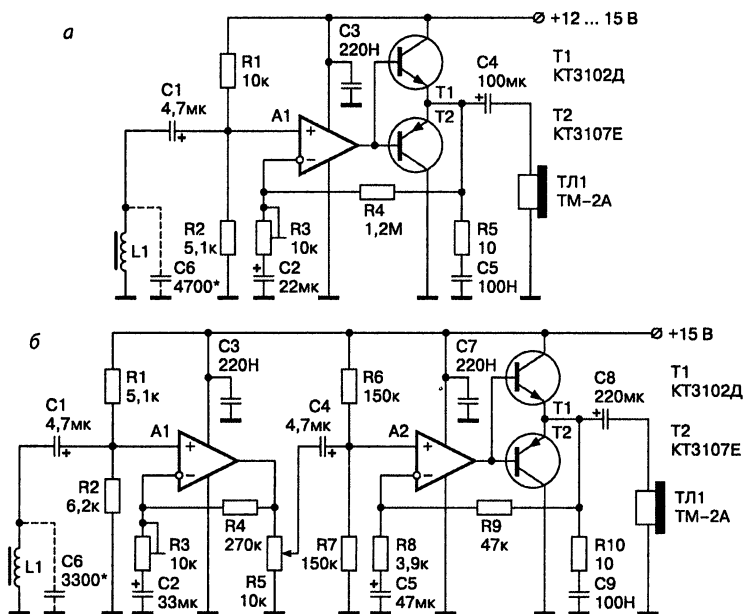 а
+12 ... 15 В
R1
10к
C3
220Н
T1
T2
C4
100мк
T1
КТ3102Д
T2
КТ3107Е
C1
4,7мк
A1
+
−
+
+
L1
C6
4700*
R2
5,1к
R3
10к
+
C2
22мк
R4
1,2М
R5
10
C5
100Н
ТЛ1
ТМ−2А
б
+15 В
R1
5,1к
C3
220Н
R6
150к
C7
220Н
T1
T2
C8
220мк
+
T1
КТ3102Д
T2
КТ3107Е
C1
4,7мк
+
A1
+
−
C4
4,7мк
+
A2
+
−
R2
6,2к
L1
C6
3300*
R3
10к
+
C2
33мк
R4
270к
R5
10к
R7
150к
R8
3,9к
+
C5
47мк
R9
47к
R10
10
C9
100Н
ТЛ1
ТМ−2А